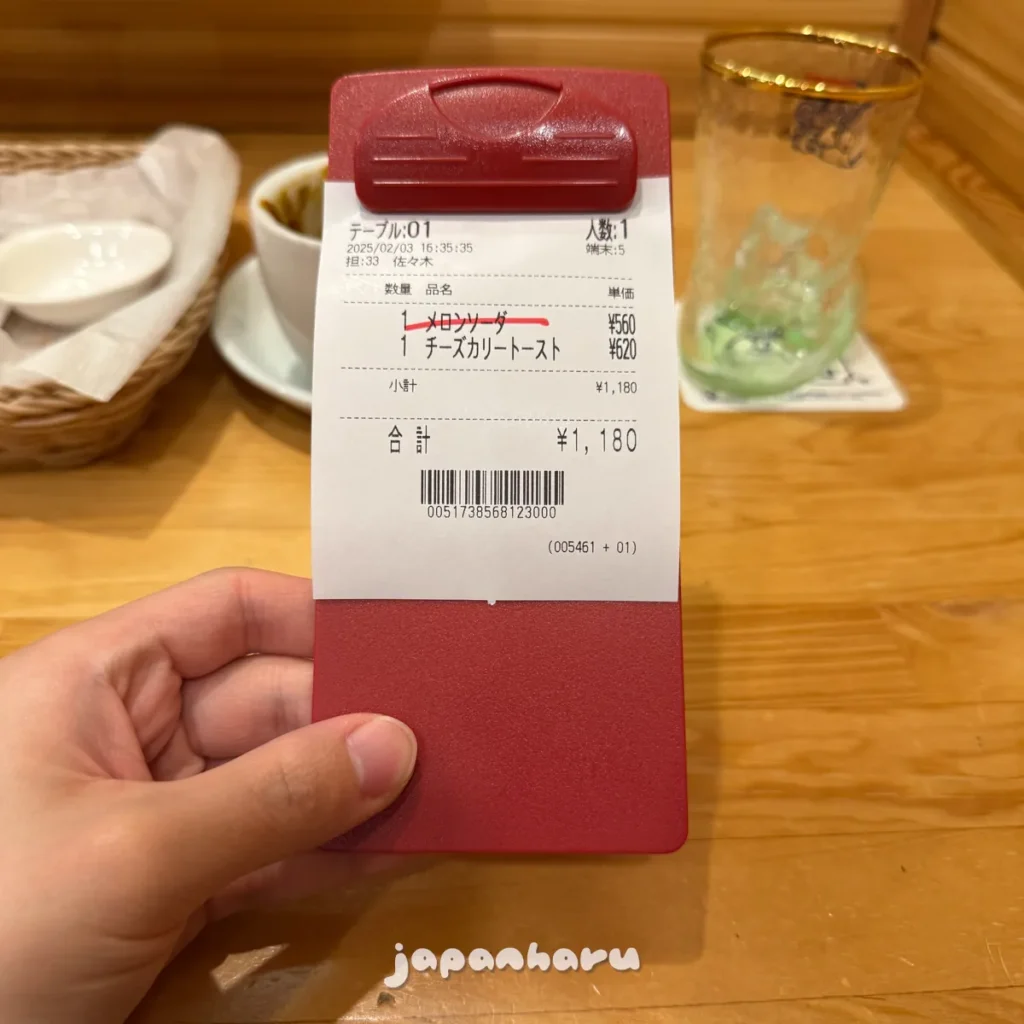 テーブル:01 人数:1
2025/02/03 16:35:35 端末:5
担:33 佐々木
数量 品名 単価
1 メロンソーダ ¥560
1 チーズカリートースト ¥620
小計 ¥1,180
合計 ¥1,180
0051738568123000
(005461 + 01)
japanharu